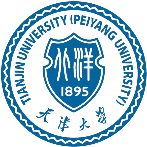 TIANJIN UNIVERSITY (PEIYANG UNIVERSITY)
北洋
1895
天津大學